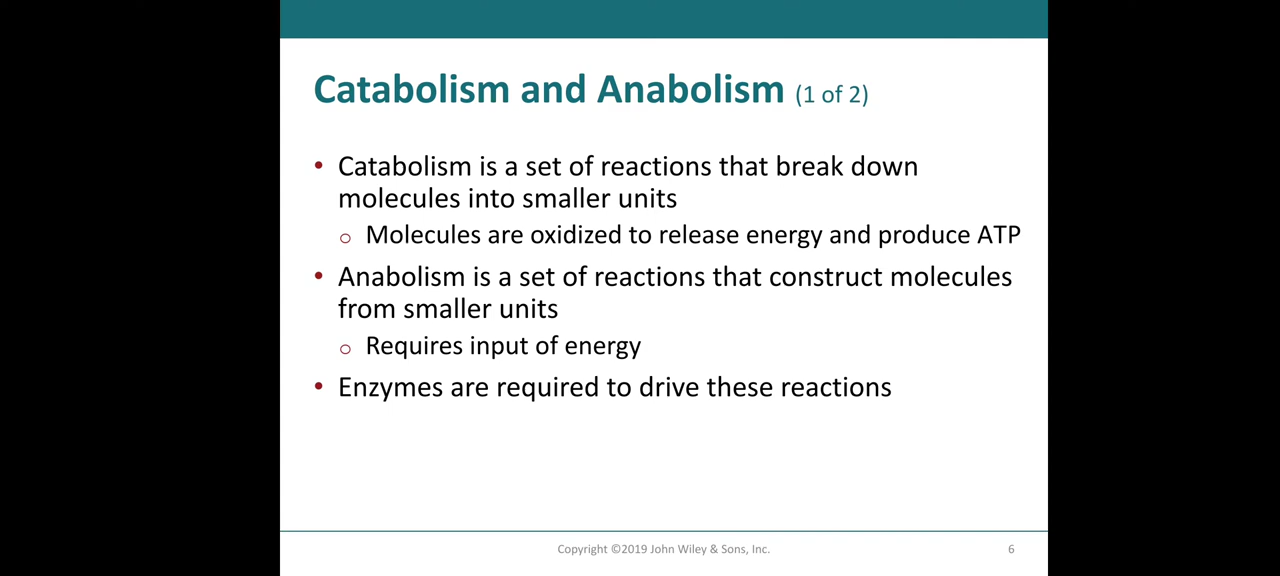 Catabolism and Anabolism (1 of 2)
• Catabolism is a set of reactions that break down
molecules into smaller units
o Molecules are oxidized to release energy and produce ATP
• Anabolism is a set of reactions that construct molecules
from smaller units
o Requires input of energy
• Enzymes are required to drive these reactions
Copyright ©2019 John Wiley & Sons, Inc. 6